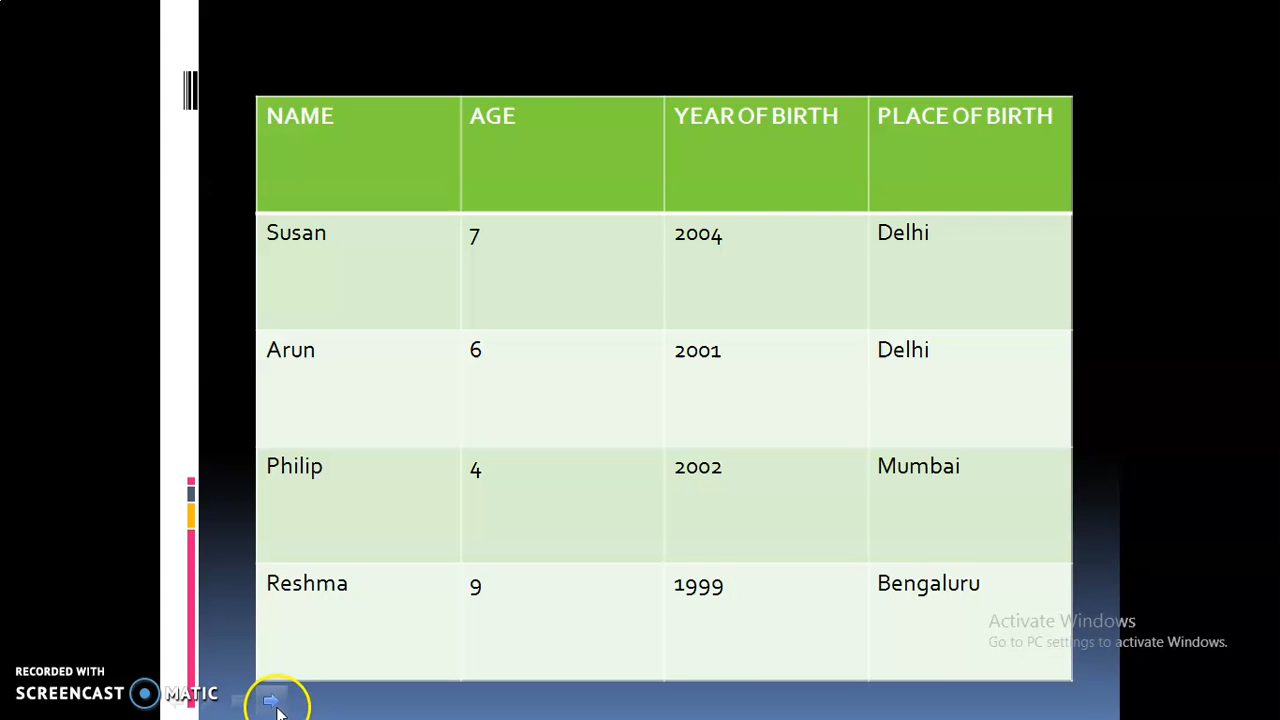 NAME AGE YEAR OF BIRTH PLACE OF BIRTH
Susan 7 2004 Delhi
Arun 6 2001 Delhi
Philip 4 2002 Mumbai
Reshma 9 1999 Bengaluru
Activate Windows
Go to PC settings to activate Windows.
RECORDED WITH
SCREENCAST MATIC